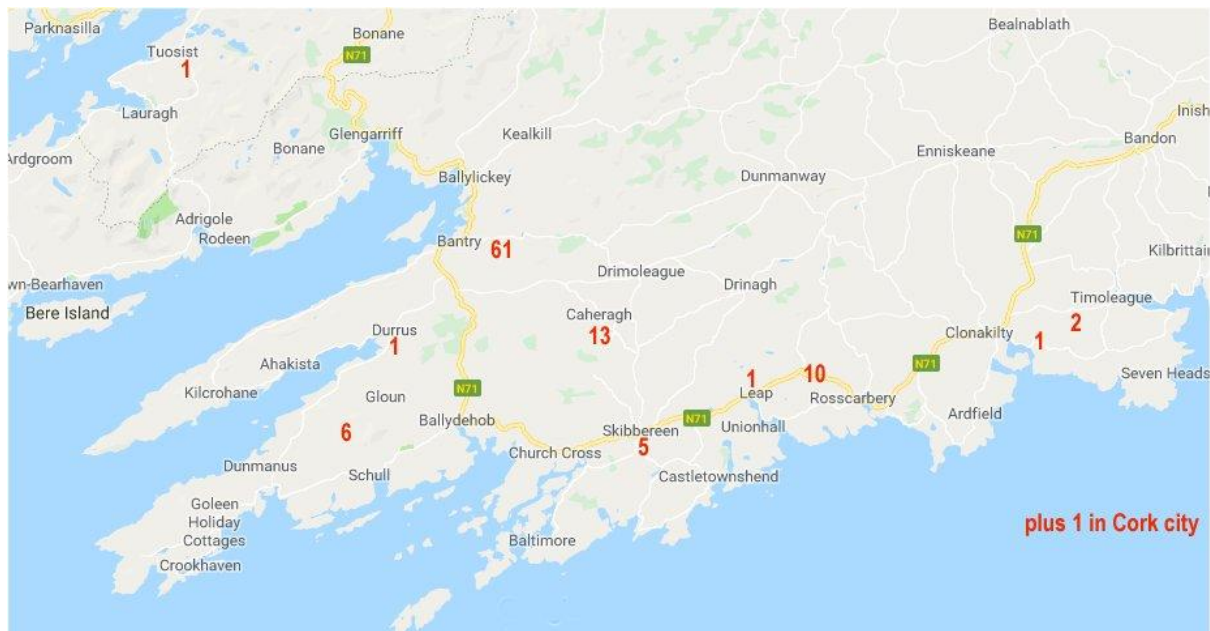 Parknasilla
Bealnablath
Bonane
Tuosist
N71
1
Inish
Lauragh
Glengarriff
Kealkill
Bandon
Ardgroom
Bonane
Enniskeane
Ballylickey
Dunmanway
Adrigole
Rodeen
N71
Bantry
61
Kilbrittain
Drimoleague
wn-Bearhaven
Drinagh
Timoleague
Bere Island
Caheragh
2
Durrus
13
Clonakilty
1
1
Ahakista
N71
1
10
Seven Heads
Kilcrohane
Gloun
N71
Leap
Rosscarbery
Ballydehob
N71
Ardfield
6
Skibbereen
Unionhall
5
Church Cross
Dunmanus
Schull
Castletownshend
Goleen
Holiday
Cottages
plus 1 in Cork city
Baltimore
Crookhaven